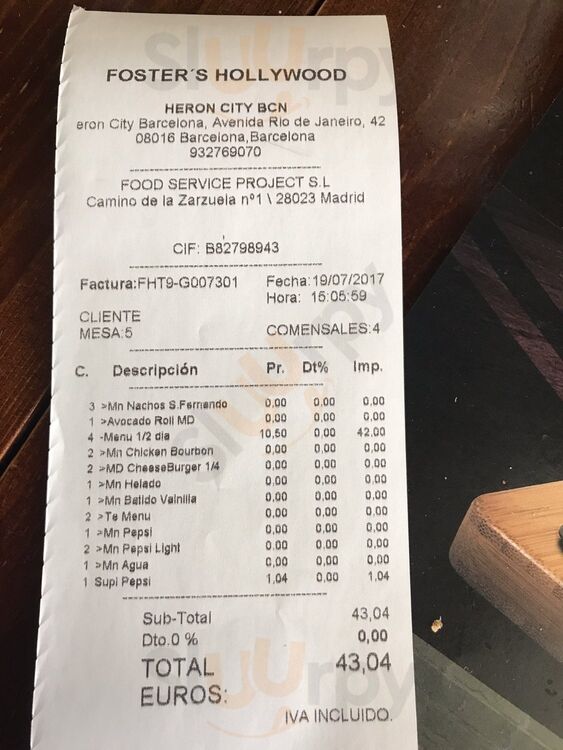 FOSTER´S HOLLYWOOD
HERON CITY BCN
eron City Barcelona, Avenida Rio de Janeiro, 42
08016 Barcelona,Barcelona
932769070
FOOD SERVICE PROJECT S.L
Camino de la Zarzuela nº1 \ 28023 Madrid
CIF: B82798943
Factura:FHT9-G007301 Fecha:19/07/2017
Hora: 15:05:59
CLIENTE
MESA:5 COMENSALES:4
C. Descripción Pr. Dt% Imp.
3 >Mn Nachos S.Fernando 0,00 0,00 0,00
1 >Avocado Roll MD 0,00 0,00 0,00
4 -Menu 1/2 dia 10,50 0,00 42,00
2 >Mn Chicken Bourbon 0,00 0,00 0,00
2 >MD CheeseBurger 1/4 0,00 0,00 0,00
1 >Mn Helado 0,00 0,00 0,00
1 >Mn Batido Vainilla 0,00 0,00 0,00
2 >Te Menu 0,00 0,00 0,00
1 >Mn Pepsi 0,00 0,00 0,00
2 >Mn Pepsi Light 0,00 0,00 0,00
1 >Mn Agua 0,00 0,00 0,00
1 Supl Pepsi 1,04 0,00 1,04
Sub-Total 43,04
Dto.0 % 0,00
TOTAL 43,04
EUROS:
IVA INCLUIDO.
Sluurpy
Sluurpy
Sluurpy